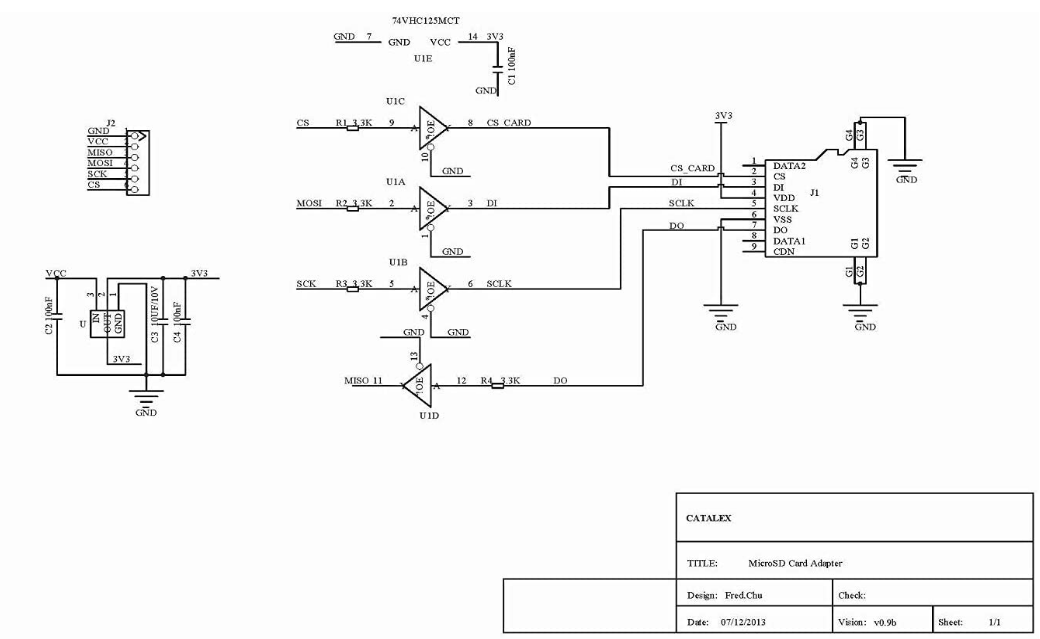 74VHC125MCT
GND 7 GND VCC 14 3V3
U1E
C1 100nF
GND
U1C
CS R1 3.3K 9 A OE Y 8 CS_CARD
10
GND
U1A
MOSI R2 3.3K 2 A OE 3 DI
1
GND
U1B
SCK R3 3.3K 5 A OE 6 SCLK
4
GND GND
13
MISO 11 OE A 12 R4 3.3K DO
U1D
J2
GND 1
VCC
MISO
MOSI
SCK
CS
VCC 3V3
3 2 1
U IN OUT GND
C2 100nF
C3 10UF/10V
C4 100nF
3V3
GND
3V3
G4 G3
G4 G3
GND
1 DATA2
CS_CARD 2 CS
DI 3 DI
4 VDD
SCLK 5 SCLK
6 VSS
DO 7 DO
8 DATA1
9 CDN
J1
G1 G2
G1 G2
GND
GND
CATALEX
TITLE: MicroSD Card Adapter
Design: Fred.Chu Check:
Date: 07/12/2013 Vision: v0.9b Sheet: 1/1